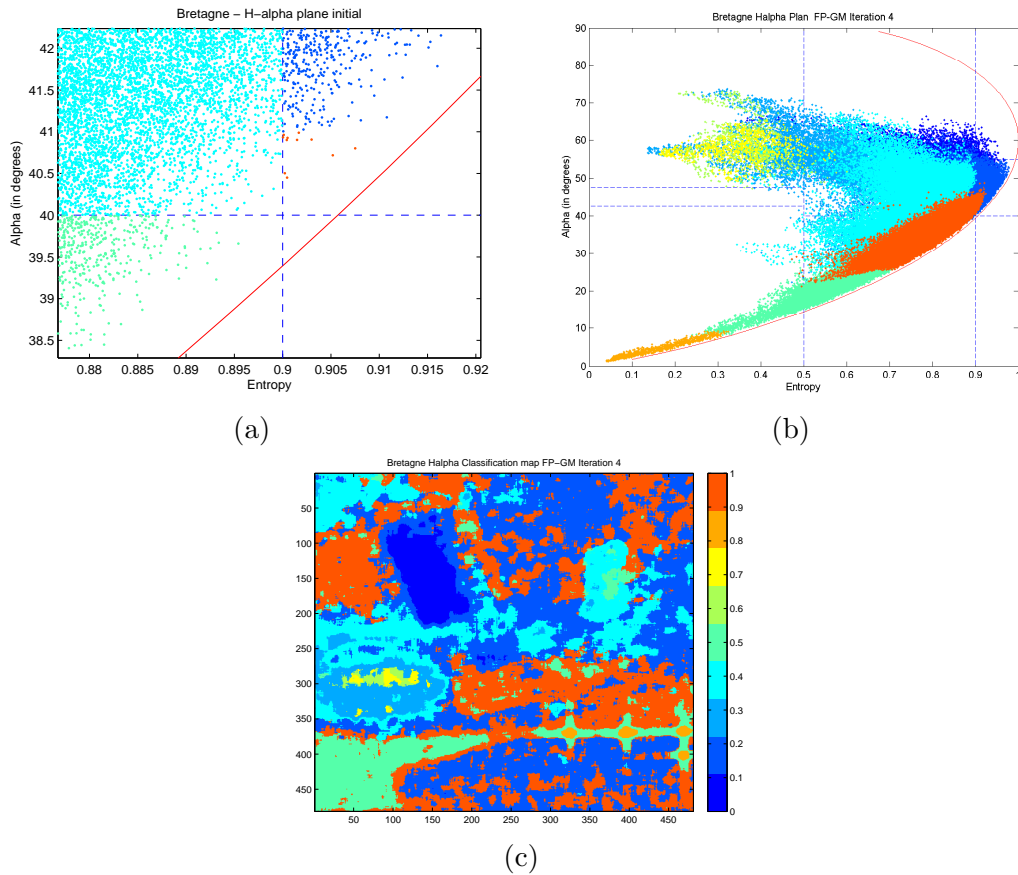 Bretagne – H-alpha plane initial
42
41.5
41
40.5
40
39.5
39
38.5
Alpha (in degrees)
0.88 0.885 0.89 0.895 0.9 0.905 0.91 0.915 0.92
Entropy
(a)
Bretagne Halpha Plan FP-GM Iteration 4
90
80
70
60
50
40
30
20
10
0
Alpha (in degrees)
0 0.1 0.2 0.3 0.4 0.5 0.6 0.7 0.8 0.9 1
Entropy
(b)
Bretagne Halpha Classification map FP-GM Iteration 4
50
100
150
200
250
300
350
400
450
50 100 150 200 250 300 350 400 450
1
0.9
0.8
0.7
0.6
0.5
0.4
0.3
0.2
0.1
0
(c)